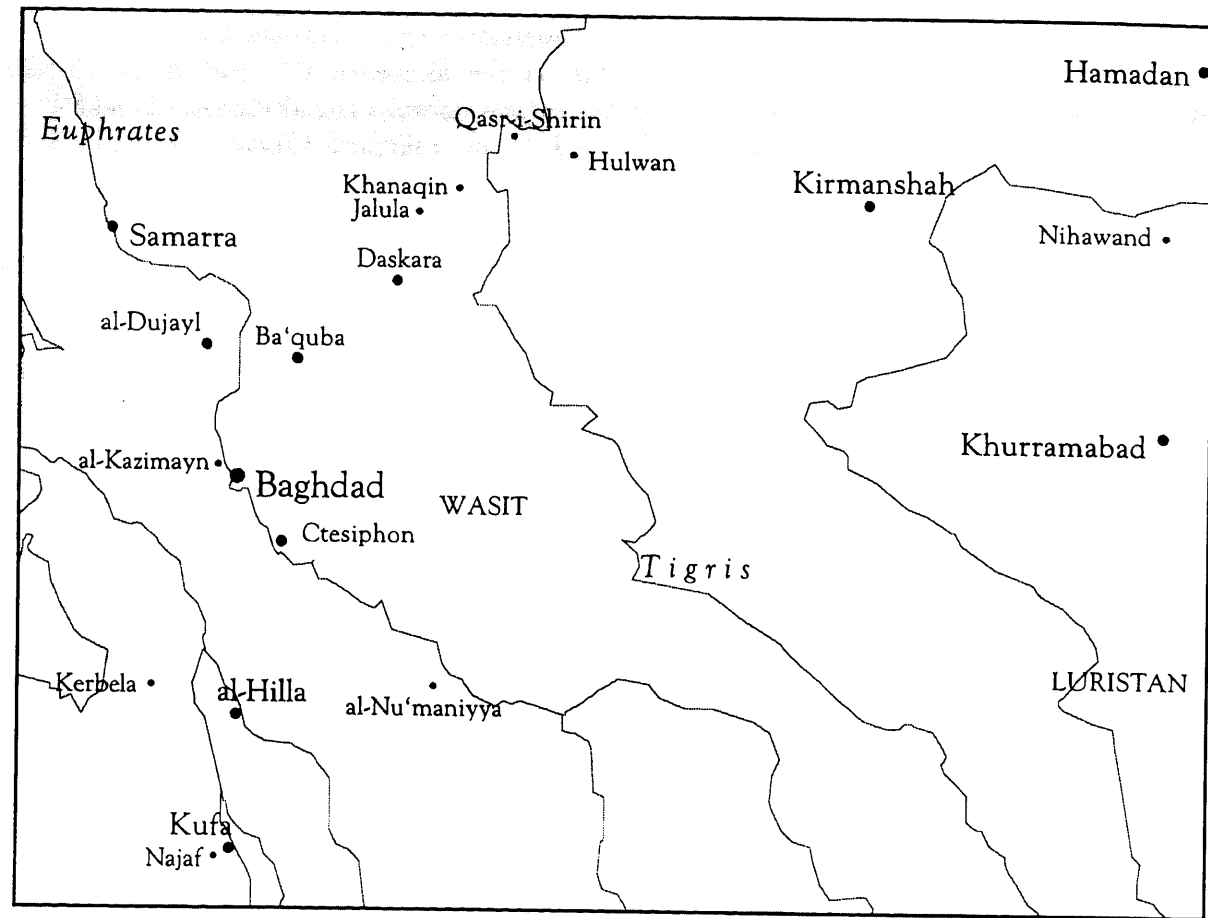 Hamadan
Euphrates
Qasr-i-Shirin
Hulwan
Khanaqin
Kirmanshah
Jalula
Samarra
Nihawand
Daskara
al-Dujayl
Ba‘quba
Khurramabad
al-Kazimayn
Baghdad
WASIT
Ctesiphon
Tigris
Kerbela
al-Hilla
LURISTAN
al-Nu‘maniyya
Kufa
Najaf